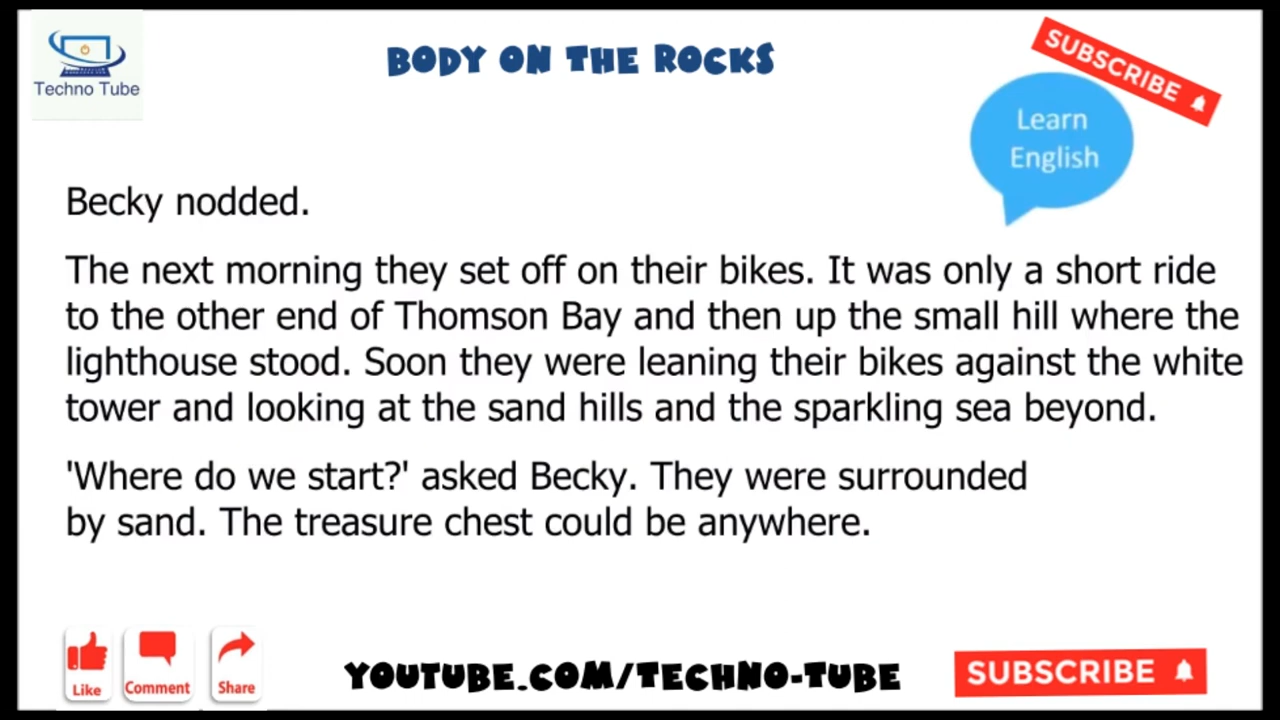 BODY ON THE ROCKS
SUBSCRIBE
Techno Tube
Learn
English
Becky nodded.
The next morning they set off on their bikes. It was only a short ride
to the other end of Thomson Bay and then up the small hill where the
lighthouse stood. Soon they were leaning their bikes against the white
tower and looking at the sand hills and the sparkling sea beyond.
'Where do we start?' asked Becky. They were surrounded
by sand. The treasure chest could be anywhere.
Like
Comment
Share
YOUTUBE.COM/TECHNO-TUBE
SUBSCRIBE